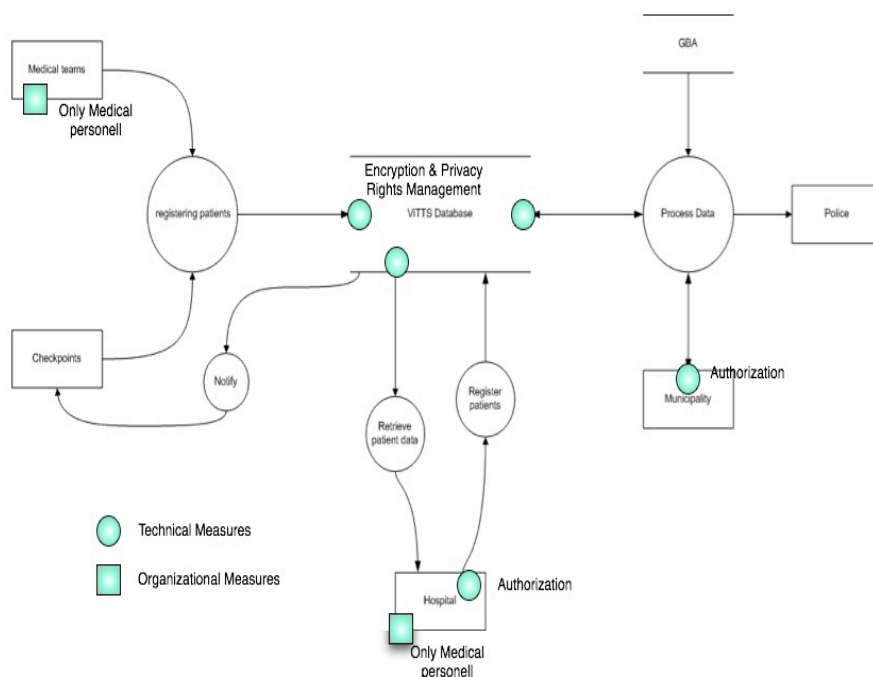 GBA
Medical teams
Only Medical
personell
Encryption & Privacy
Rights Management
ViTTS Database
registering patients
Process Data
Police
Checkpoints
Notify
Authorization
Municipality
Register
patients
Retrieve
patient data
Technical Measures
Organizational Measures
Authorization
Hospital
Only Medical
personell